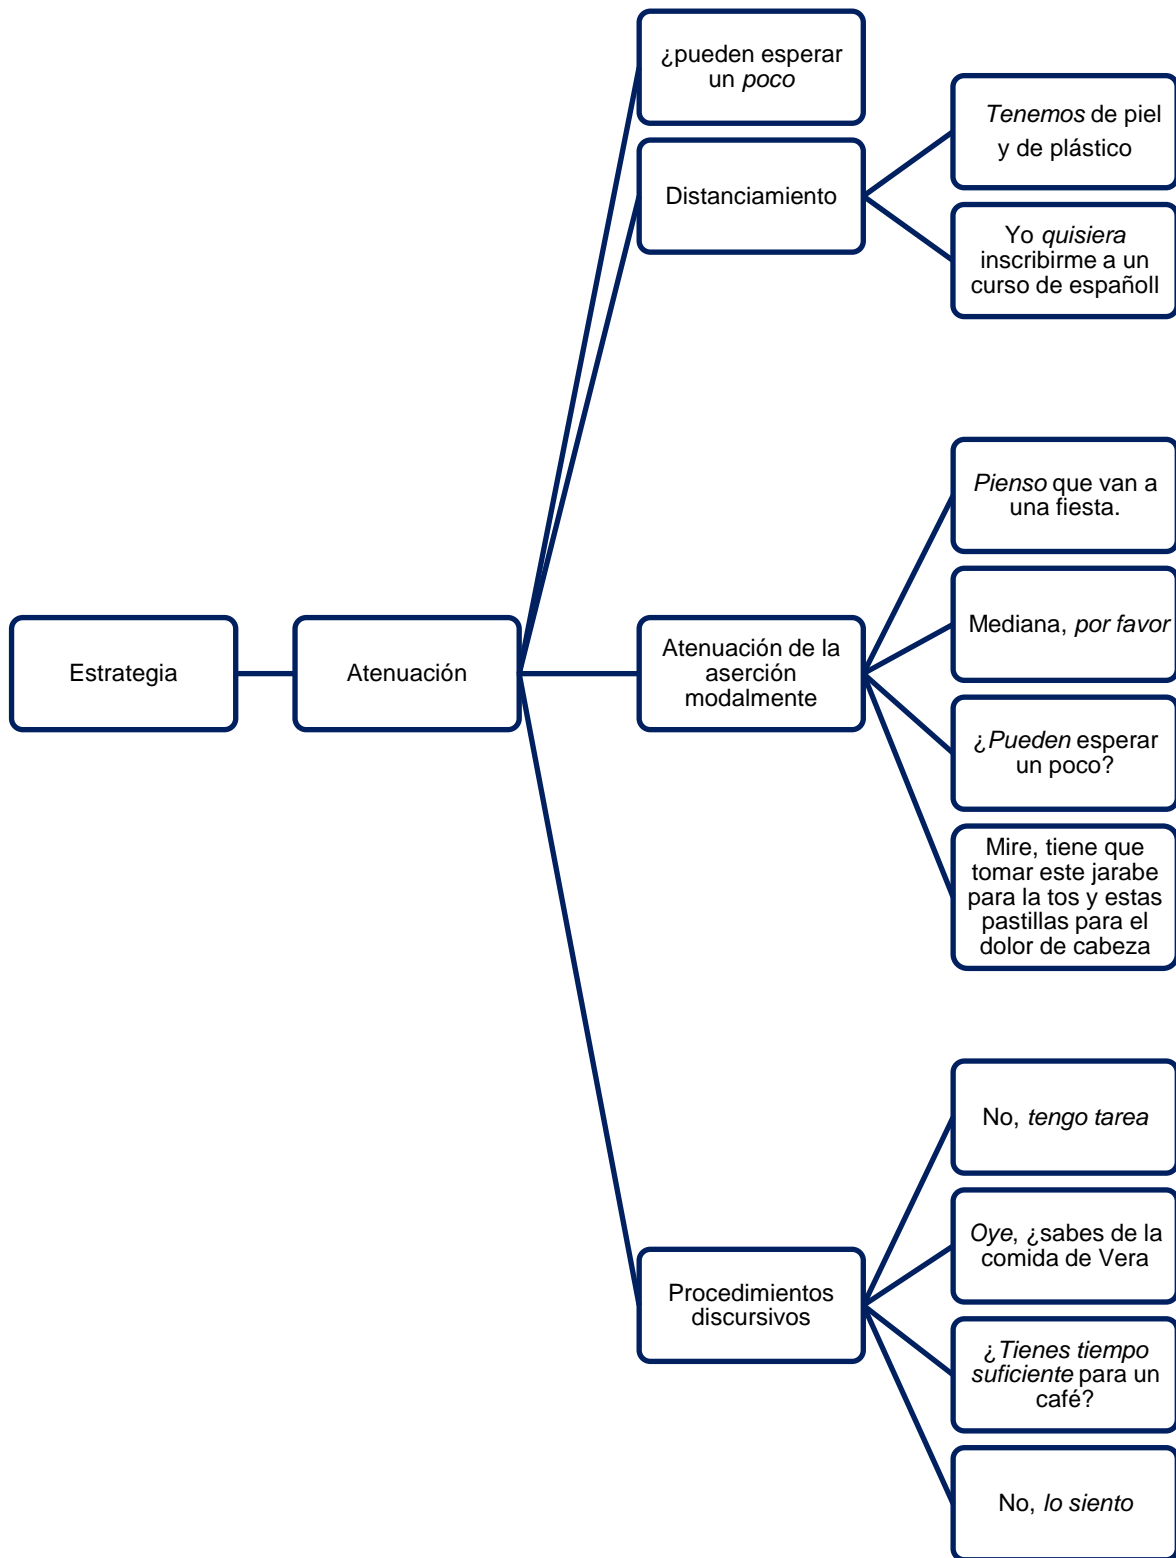 ¿pueden esperar
un poco
Distanciamiento
Tenemos de piel
y de plástico
Yo quisiera
inscribirme a un
curso de españoll
Estrategia
Atenuación
Atenuación de la
aserción
modalmente
Pienso que van a
una fiesta.
Mediana, por favor
¿Pueden esperar
un poco?
Mire, tiene que
tomar este jarabe
para la tos y estas
pastillas para el
dolor de cabeza
Procedimientos
discursivos
No, tengo tarea
Oye, ¿sabes de la
comida de Vera
¿Tienes tiempo
suficiente para un
café?
No, lo siento